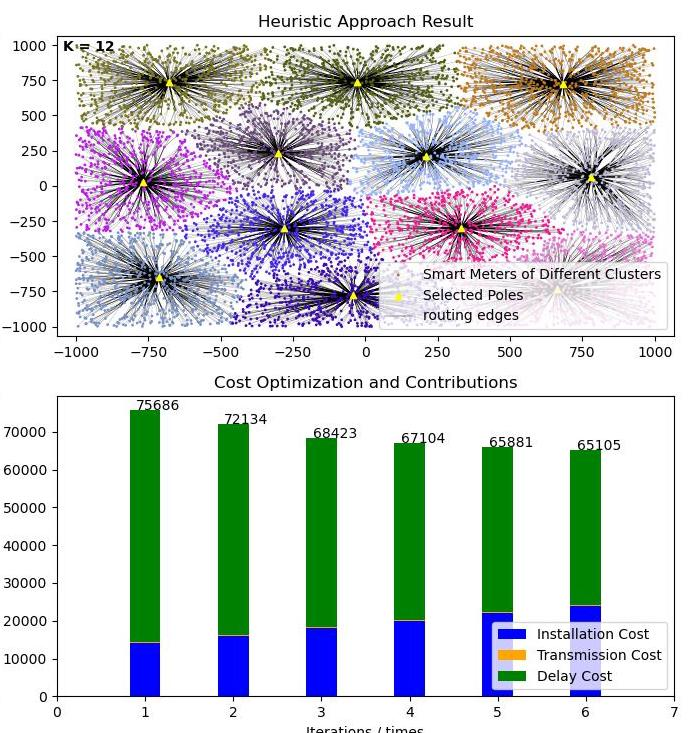 Heuristic Approach Result
K = 12
1000
750
500
250
0
−250
−500
−750
−1000
Smart Meters of Different Clusters
Selected Poles
routing edges
−1000 −750 −500 −250 0 250 500 750 1000
Cost Optimization and Contributions
75686 72134 68423 67104 65881 65105
70000
60000
50000
40000
30000
20000
10000
0
Installation Cost
Transmission Cost
Delay Cost
0 1 2 3 4 5 6 7
Iterations / times